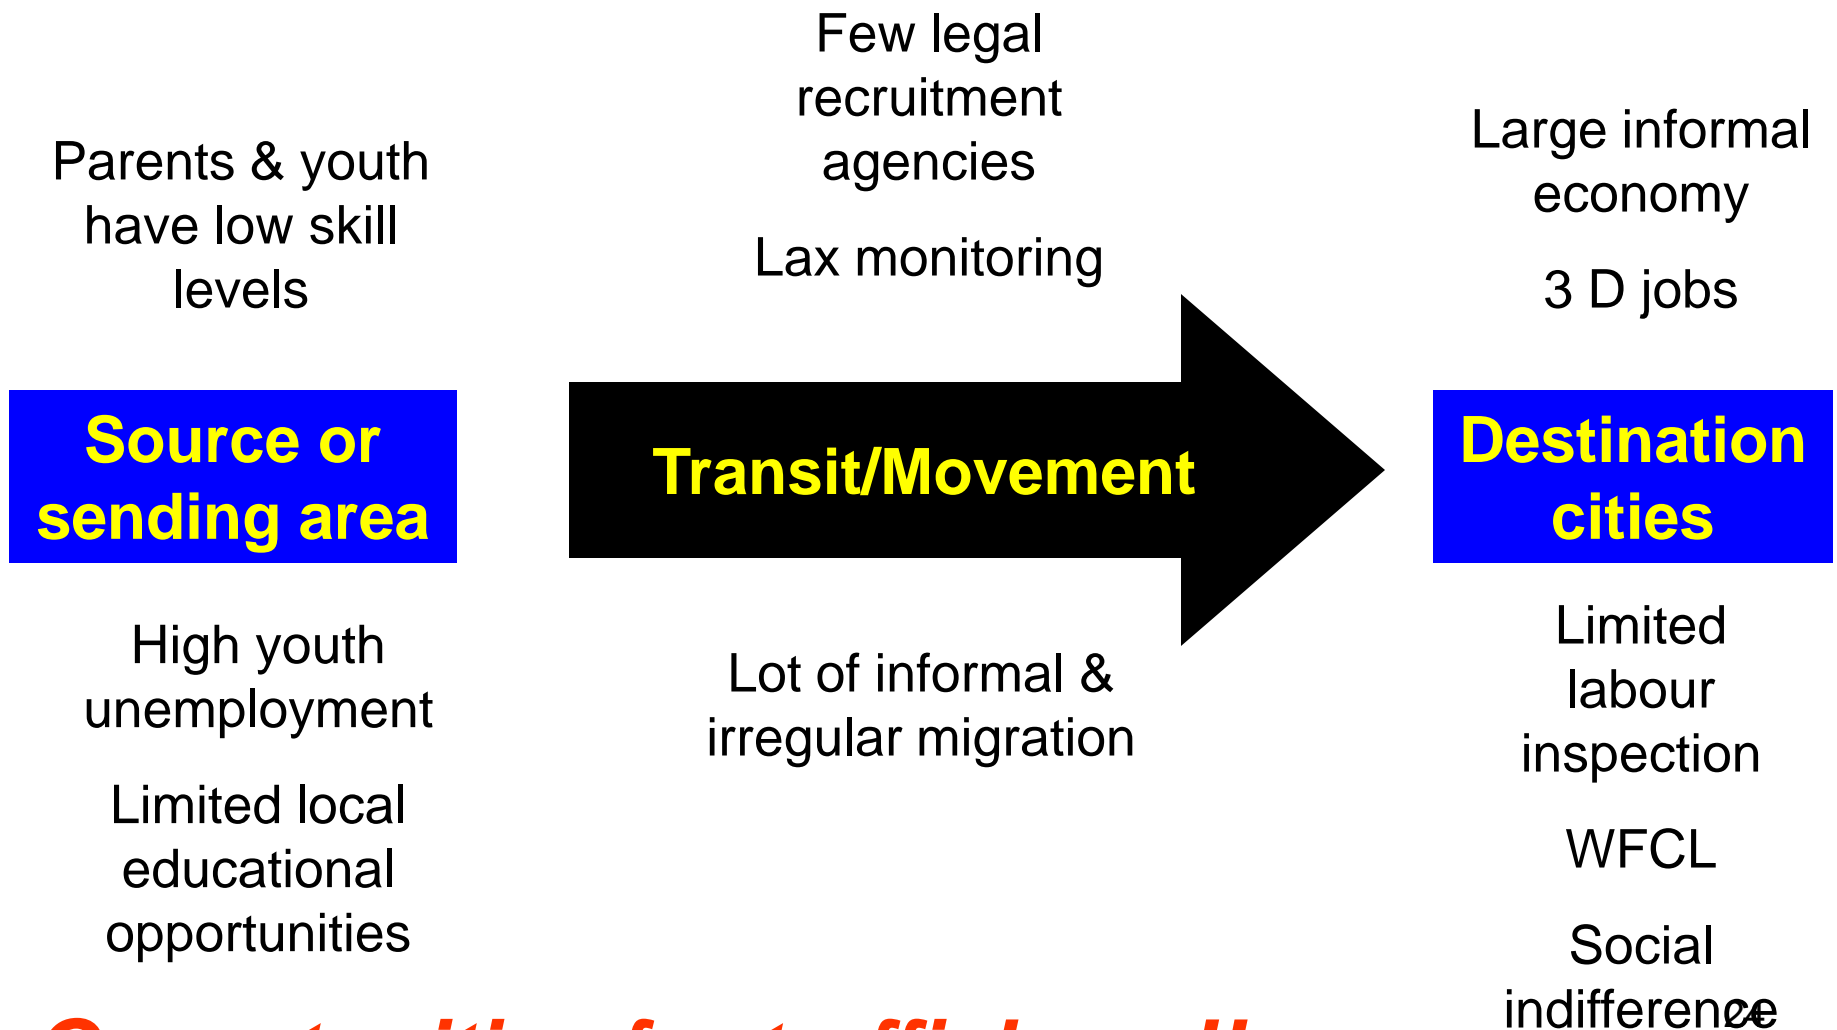 Parents & youth
have low skill
levels
Source or
sending area
High youth
unemployment
Limited local
educational
opportunities
Few legal
recruitment
agencies
Lax monitoring
Transit/Movement
Lot of informal &
irregular migration
Large informal
economy
3 D jobs
Destination
cities
Limited
labour
inspection
WFCL
Social
indifference